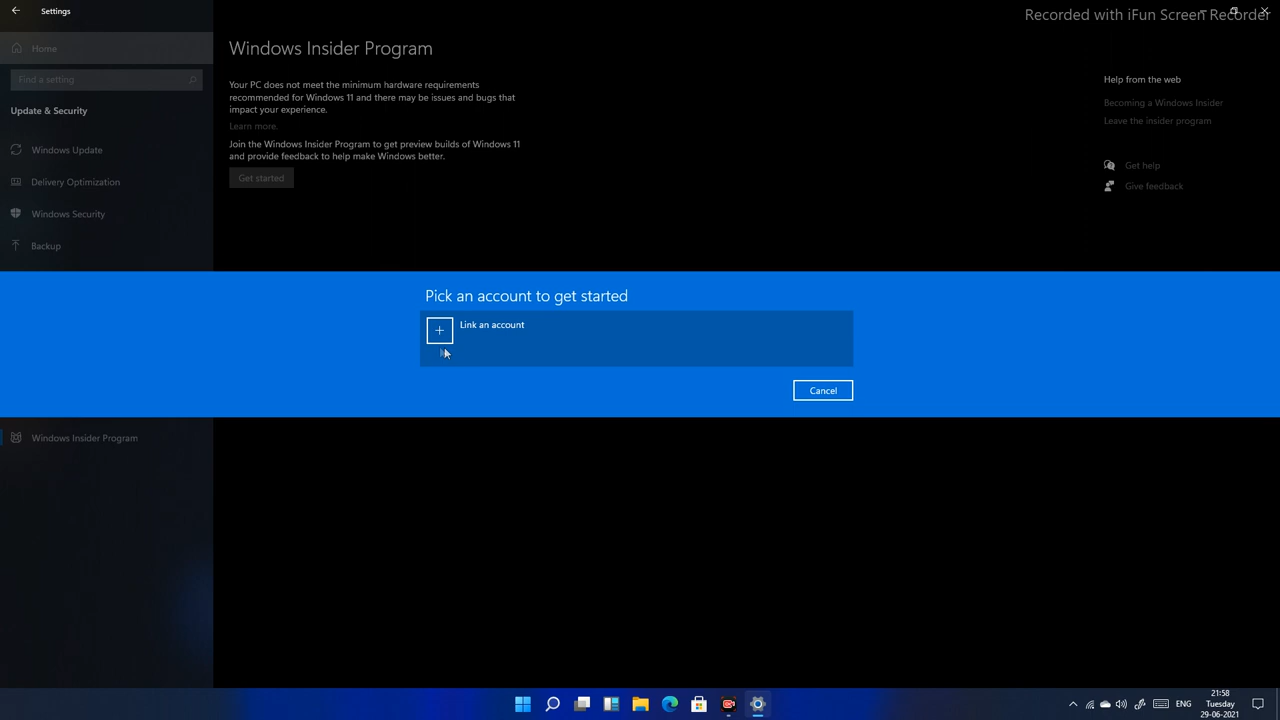 Settings
Recorded with iFun Screen Recorder
Home
Find a setting
Update & Security
Windows Update
Delivery Optimization
Windows Security
Backup
Windows Insider Program
Windows Insider Program
Your PC does not meet the minimum hardware requirements
recommended for Windows 11 and there may be issues and bugs that
impact your experience.
Learn more.
Join the Windows Insider Program to get preview builds of Windows 11
and provide feedback to help make Windows better.
Get started
Help from the web
Becoming a Windows Insider
Leave the insider program
Get help
Give feedback
Pick an account to get started
Link an account
Cancel
ENG
21:58
Tuesday
29-06-2021